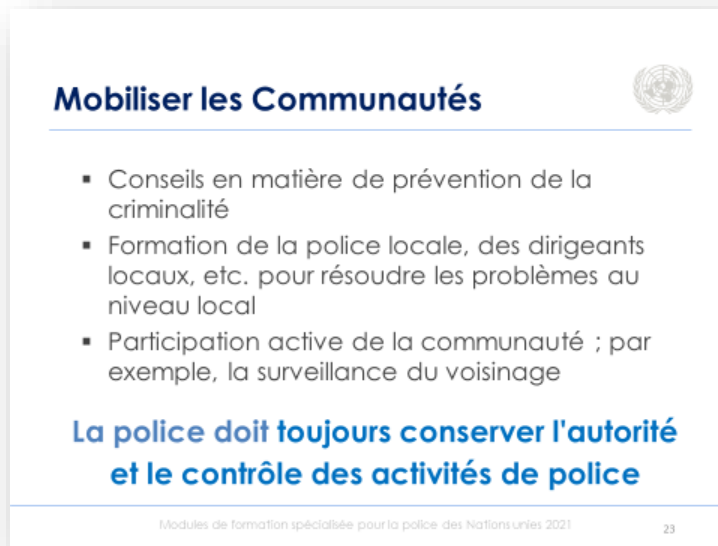 Mobiliser les Communautés
▪ Conseils en matière de prévention de la
criminalité
▪ Formation de la police locale, des dirigeants
locaux, etc. pour résoudre les problèmes au
niveau local
▪ Participation active de la communauté ; par
exemple, la surveillance du voisinage
La police doit toujours conserver l'autorité
et le contrôle des activités de police
Modules de formation spécialisée pour la police des Nations unies 2021
23